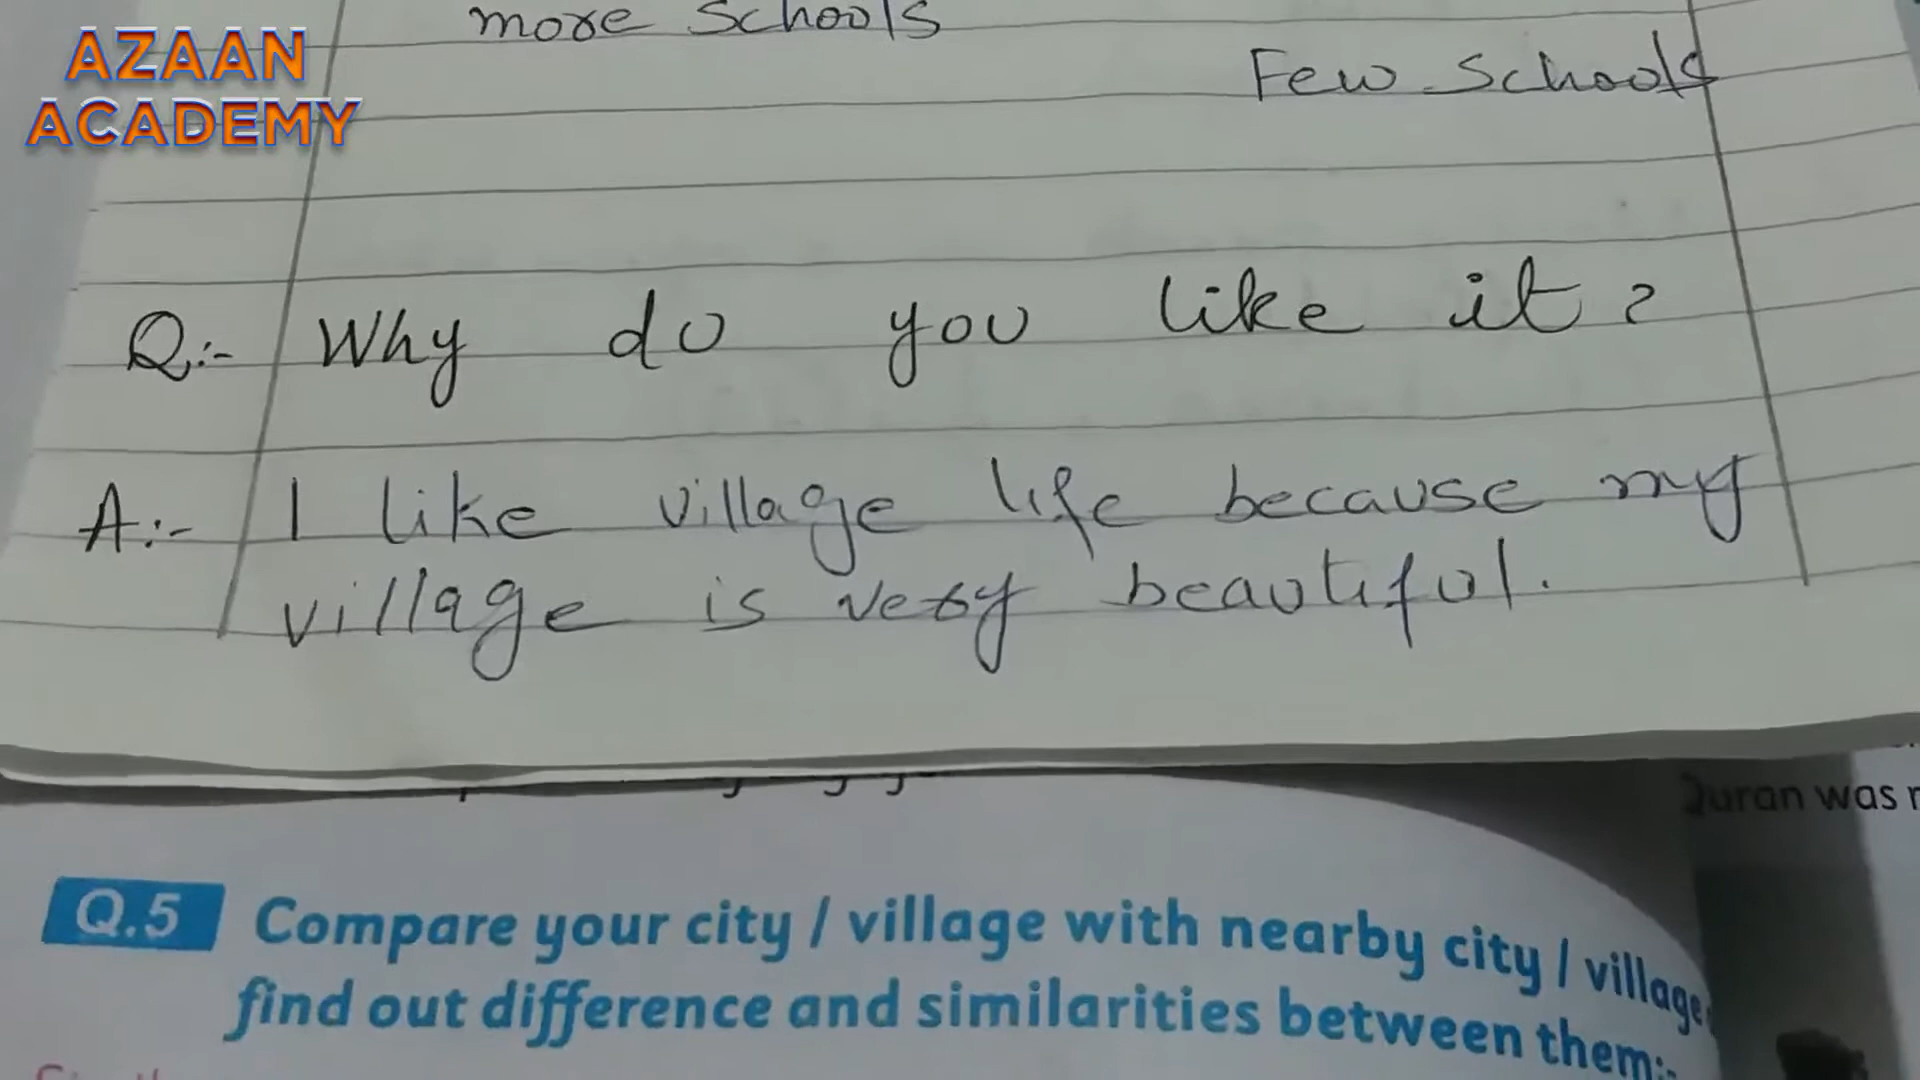 AZAAN
ACADEMY
more Schools
Few Schools
Q:- Why do you like it ?
A:- I like village life because my
village is very beautiful.
Quran was
Q.5 Compare your city / village with nearby city / village
find out difference and similarities between them:-